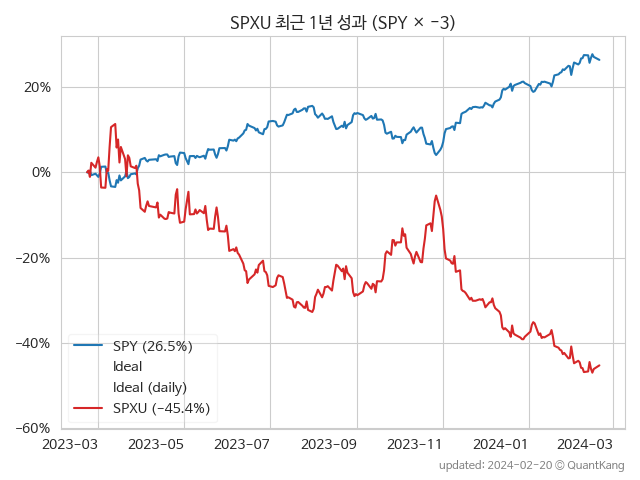 SPXU 최근 1년 성과 (SPY × −3)
20%
0%
−20%
−40%
−60%
SPY (26.5%)
Ideal
Ideal (daily)
SPXU (−45.4%)
2023−03
2023−05
2023−07
2023−09
2023−11
2024−01
2024−03
updated: 2024−02−20 ⓒ QuantKang